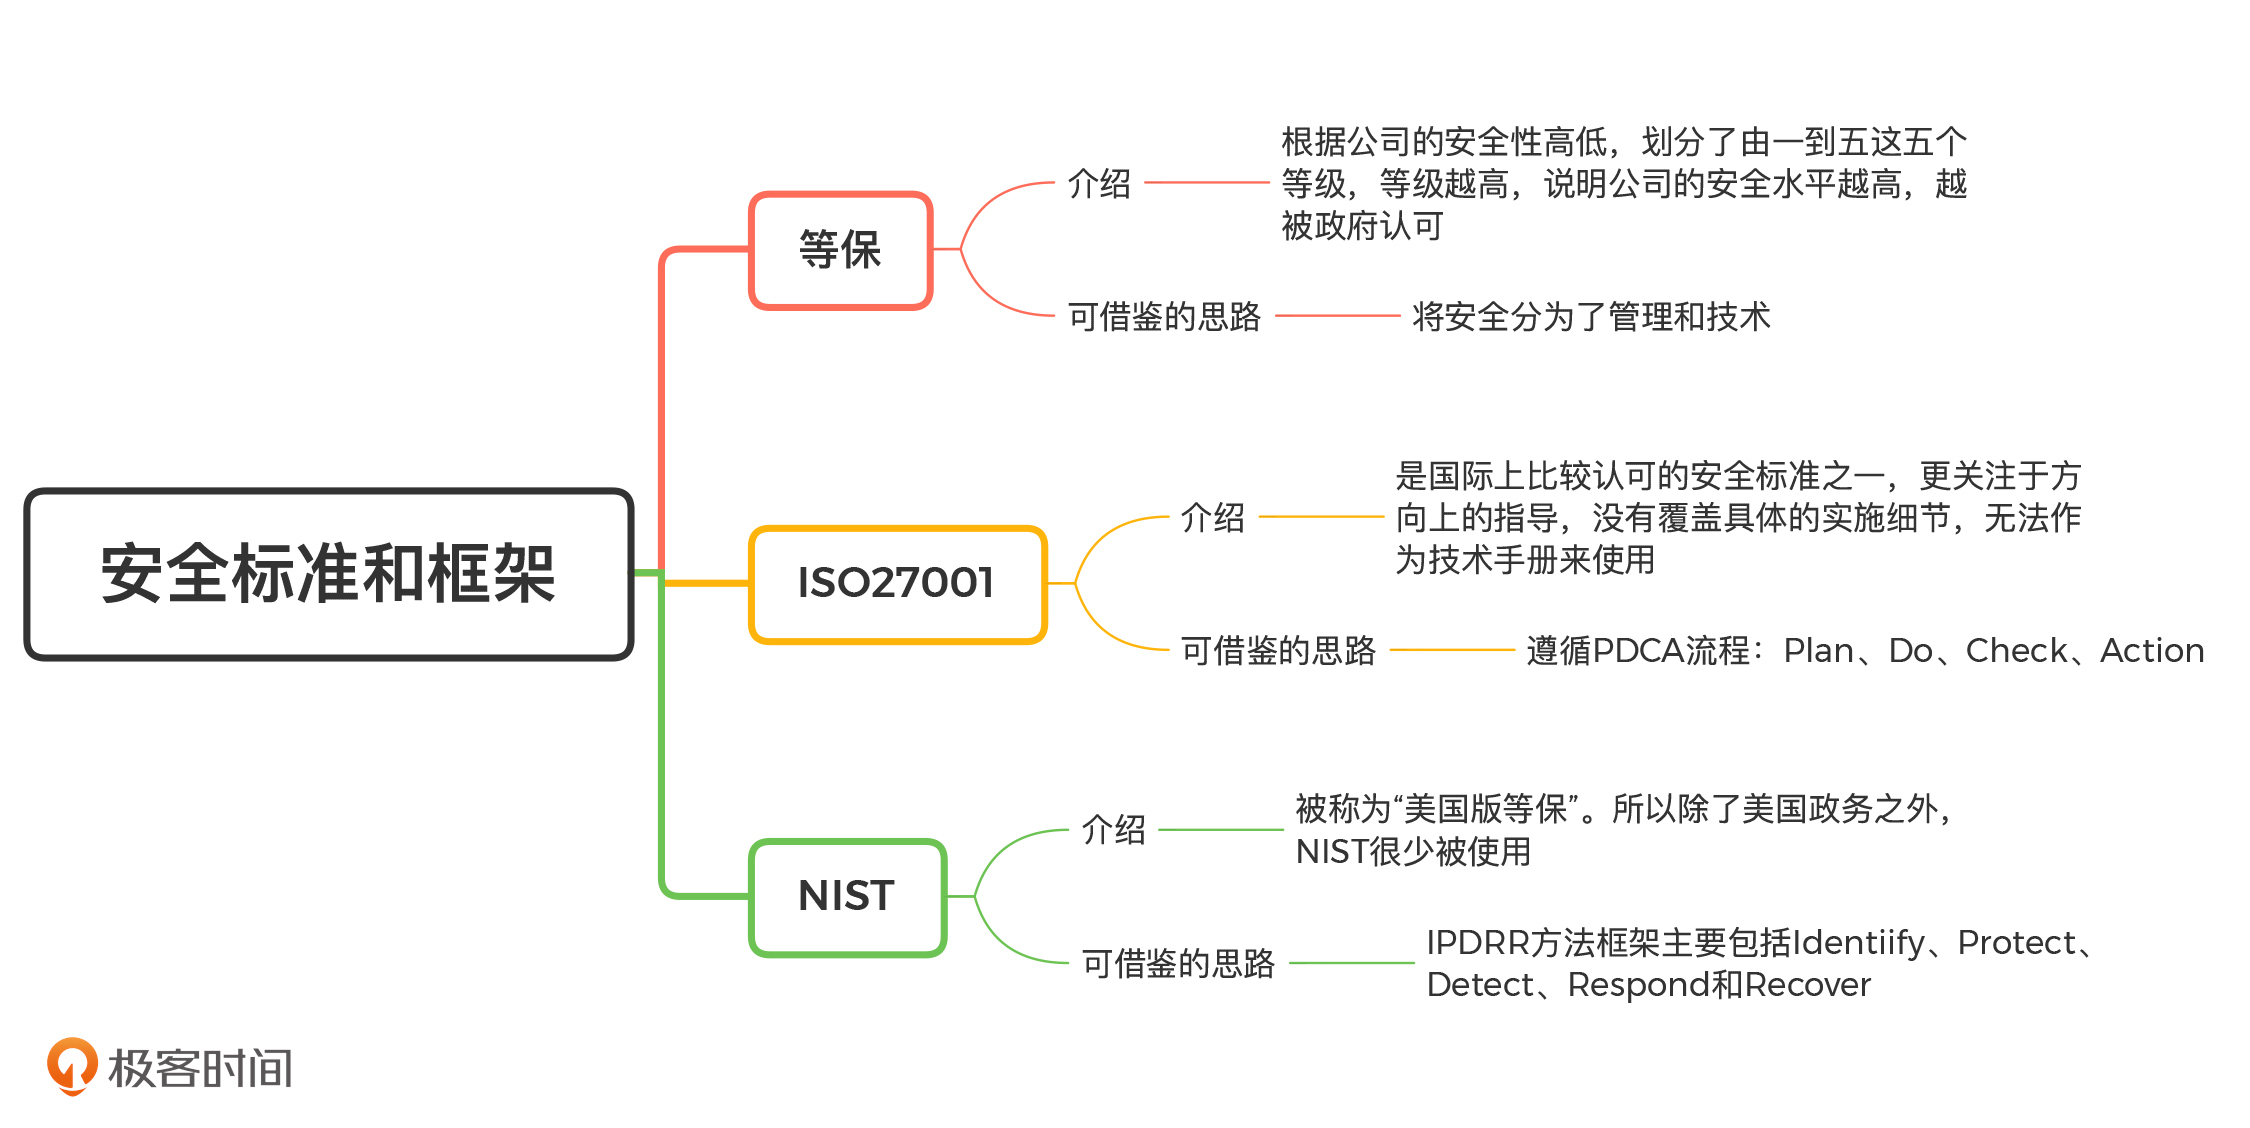 安全标准和框架
等保
介绍
根据公司的安全性高低，划分了由一到五这五个
等级，等级越高，说明公司的安全水平越高，越
被政府认可
可借鉴的思路
将安全分为了管理和技术
ISO27001
介绍
是国际上比较认可的安全标准之一，更关注于方
向上的指导，没有覆盖具体的实施细节，无法作
为技术手册来使用
可借鉴的思路
遵循PDCA流程：Plan、Do、Check、Action
NIST
介绍
被称为“美国版等保”。所以除了美国政务之外，
NIST很少被使用
可借鉴的思路
IPDRR方法框架主要包括Identiify、Protect、
Detect、Respond和Recover
极客时间